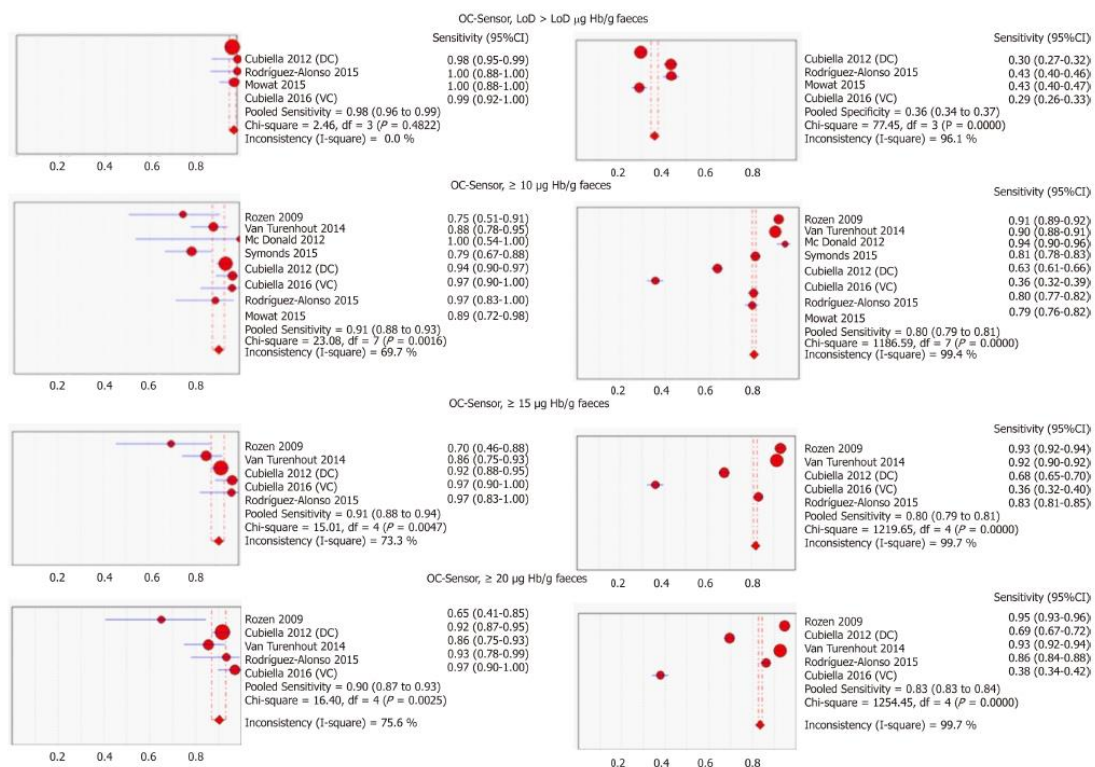 OC-Sensor, LoD > LoD µg Hb/g faeces
Sensitivity (95%CI)
Cubiella 2012 (DC) 0.98 (0.95-0.99)
Rodríguez-Alonso 2015 1.00 (0.88-1.00)
Mowat 2015 1.00 (0.88-1.00)
Cubiella 2016 (VC) 0.99 (0.92-1.00)
Pooled Sensitivity = 0.98 (0.96 to 0.99)
Chi-square = 2.46, df = 3 (P = 0.4822)
Inconsistency (I-square) = 0.0 %
0.2 0.4 0.6 0.8
Sensitivity (95%CI)
Cubiella 2012 (DC) 0.30 (0.27-0.32)
Rodríguez-Alonso 2015 0.43 (0.40-0.46)
Mowat 2015 0.43 (0.40-0.47)
Cubiella 2016 (VC) 0.29 (0.26-0.33)
Pooled Specificity = 0.36 (0.34 to 0.37)
Chi-square = 77.45, df = 3 (P = 0.0000)
Inconsistency (I-square) = 96.1 %
0.2 0.4 0.6 0.8
OC-Sensor, ≥ 10 µg Hb/g faeces
Sensitivity (95%CI)
Rozen 2009 0.75 (0.51-0.91)
Van Turenhout 2014 0.88 (0.78-0.95)
Mc Donald 2012 1.00 (0.54-1.00)
Symonds 2015 0.79 (0.67-0.88)
Cubiella 2012 (DC) 0.94 (0.90-0.97)
Cubiella 2016 (VC) 0.97 (0.90-1.00)
Rodríguez-Alonso 2015 0.97 (0.83-1.00)
Mowat 2015 0.89 (0.72-0.98)
Pooled Sensitivity = 0.91 (0.88 to 0.93)
Chi-square = 23.08, df = 7 (P = 0.0016)
Inconsistency (I-square) = 69.7 %
0.2 0.4 0.6 0.8
Sensitivity (95%CI)
Rozen 2009 0.91 (0.89-0.92)
Van Turenhout 2014 0.90 (0.88-0.91)
Mc Donald 2012 0.94 (0.90-0.96)
Symonds 2015 0.81 (0.78-0.83)
Cubiella 2012 (DC) 0.63 (0.61-0.66)
Cubiella 2016 (VC) 0.36 (0.32-0.39)
Rodríguez-Alonso 2015 0.80 (0.77-0.82)
Mowat 2015 0.79 (0.76-0.82)
Pooled Sensitivity = 0.80 (0.79 to 0.81)
Chi-square = 1186.59, df = 7 (P = 0.0000)
Inconsistency (I-square) = 99.4 %
0.2 0.4 0.6 0.8
OC-Sensor, ≥ 15 µg Hb/g faeces
Rozen 2009 0.70 (0.46-0.88)
Van Turenhout 2014 0.86 (0.75-0.93)
Cubiella 2012 (DC) 0.92 (0.88-0.95)
Cubiella 2016 (VC) 0.97 (0.90-1.00)
Rodríguez-Alonso 2015 0.97 (0.83-1.00)
Pooled Sensitivity = 0.91 (0.88 to 0.94)
Chi-square = 15.01, df = 4 (P = 0.0047)
Inconsistency (I-square) = 73.3 %
0.2 0.4 0.6 0.8
Sensitivity (95%CI)
Rozen 2009 0.93 (0.92-0.94)
Van Turenhout 2014 0.92 (0.90-0.92)
Cubiella 2012 (DC) 0.68 (0.65-0.70)
Cubiella 2016 (VC) 0.36 (0.32-0.40)
Rodríguez-Alonso 2015 0.83 (0.81-0.85)
Pooled Sensitivity = 0.80 (0.79 to 0.81)
Chi-square = 1219.65, df = 4 (P = 0.0000)
Inconsistency (I-square) = 99.7 %
0.2 0.4 0.6 0.8
OC-Sensor, ≥ 20 µg Hb/g faeces
Rozen 2009 0.65 (0.41-0.85)
Cubiella 2012 (DC) 0.92 (0.87-0.95)
Van Turenhout 2014 0.86 (0.75-0.93)
Rodríguez-Alonso 2015 0.93 (0.78-0.99)
Cubiella 2016 (VC) 0.97 (0.90-1.00)
Pooled Sensitivity = 0.90 (0.87 to 0.93)
Chi-square = 16.40, df = 4 (P = 0.0025)
Inconsistency (I-square) = 75.6 %
0.2 0.4 0.6 0.8
Sensitivity (95%CI)
Rozen 2009 0.95 (0.93-0.96)
Cubiella 2012 (DC) 0.69 (0.67-0.72)
Van Turenhout 2014 0.93 (0.92-0.94)
Rodríguez-Alonso 2015 0.86 (0.84-0.88)
Cubiella 2016 (VC) 0.38 (0.34-0.42)
Pooled Sensitivity = 0.83 (0.83 to 0.84)
Chi-square = 1254.45, df = 4 (P = 0.0000)
Inconsistency (I-square) = 99.7 %
0.2 0.4 0.6 0.8